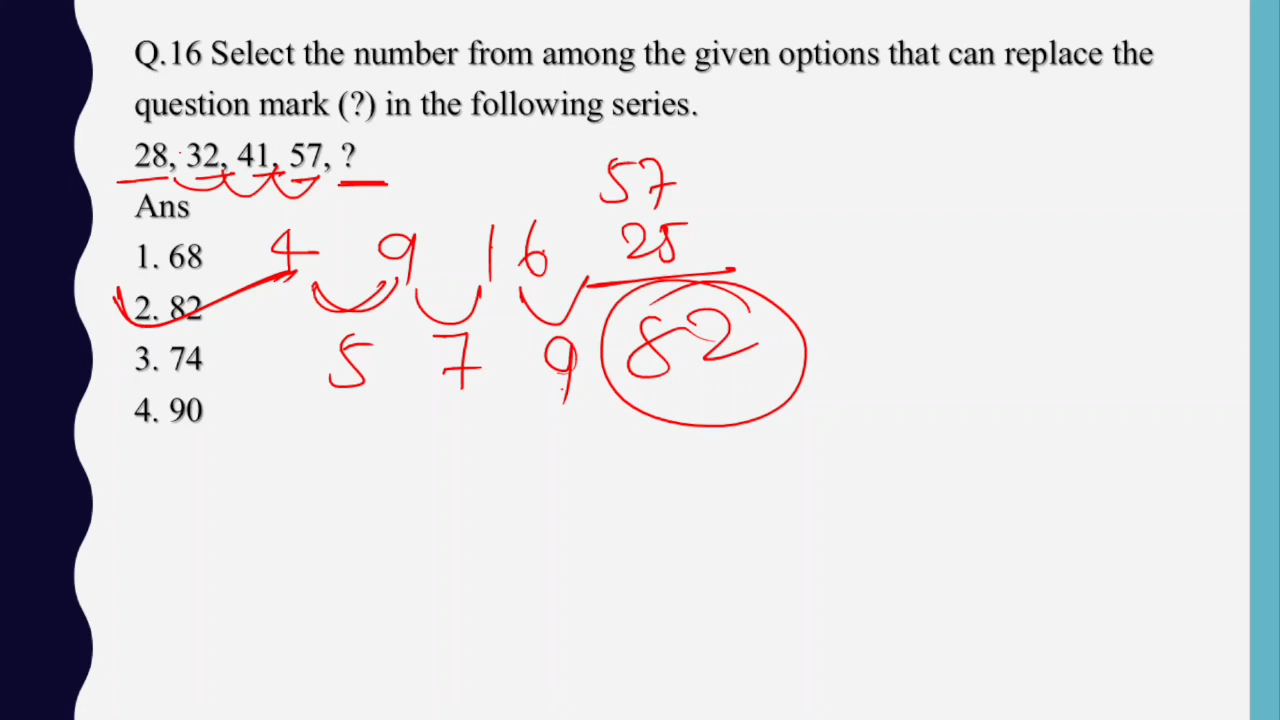 Q.16 Select the number from among the given options that can replace the
question mark (?) in the following series.
28, 32, 41, 57, ?
Ans
1. 68
2. 82
3. 74
4. 90
4 9 16
5 7 9
57
25
82